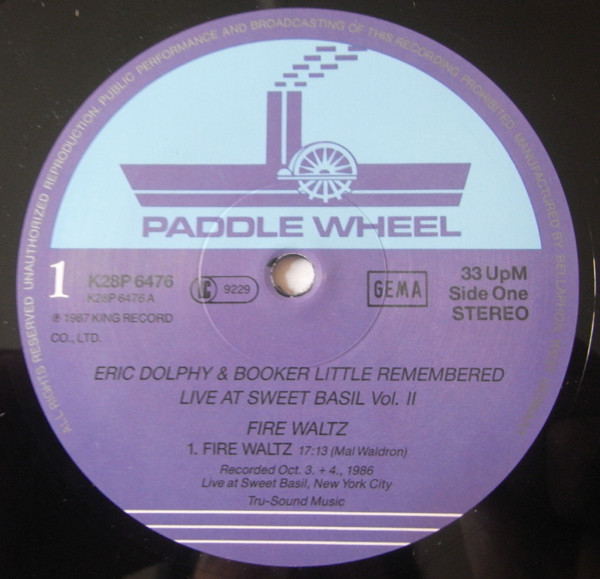 ALL RIGHTS RESERVED UNAUTHORIZED REPRODUCTION. PUBLIC PERFORMANCE AND BROADCASTING OF THIS RECORDING PROHIBITED. MANUFACTURED BY BELLAPHON
PADDLE WHEEL
1
K28P 6476
K28P 6476 A
℗ 1987 KING RECORD
CO., LTD.
LC 9229
GEMA
33 UpM
Side One
STEREO
ERIC DOLPHY & BOOKER LITTLE REMEMBERED
LIVE AT SWEET BASIL Vol. II
FIRE WALTZ
1. FIRE WALTZ 17:13 (Mal Waldron)
Recorded Oct. 3. + 4., 1986
Live at Sweet Basil, New York City
Tru-Sound Music